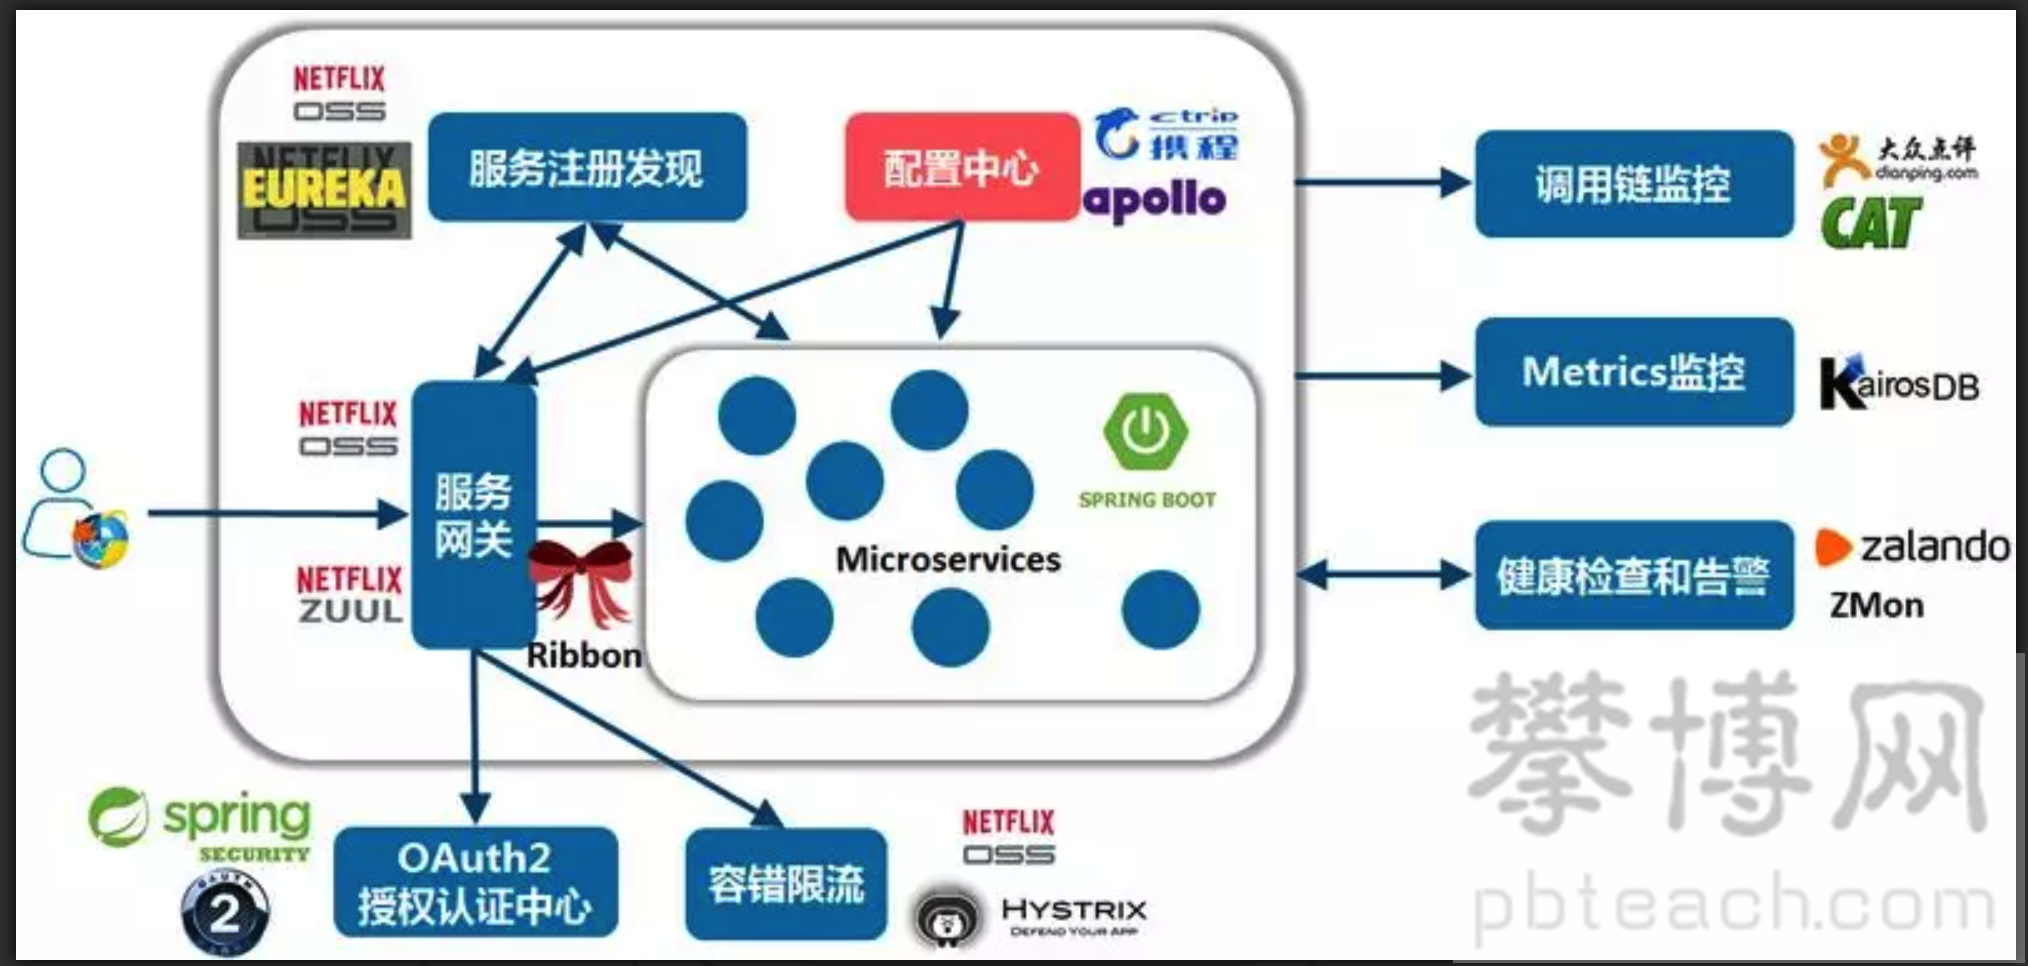 NETFLIX
OSS
NETFLIX
EUREKA
OSS
服务注册发现
配置中心
ctrip
携程
apollo
调用链监控
大众点评
dianping.com
CAT
Metrics监控
KairosDB
NETFLIX
OSS
服务
网关
NETFLIX
ZUUL
Ribbon
SPRING BOOT
Microservices
健康检查和告警
zalando
ZMon
攀博网
pbteach.com
spring
SECURITY
OAUTH
2
OAuth2
授权认证中心
容错限流
NETFLIX
OSS
HYSTRIX
DEFEND YOUR APP